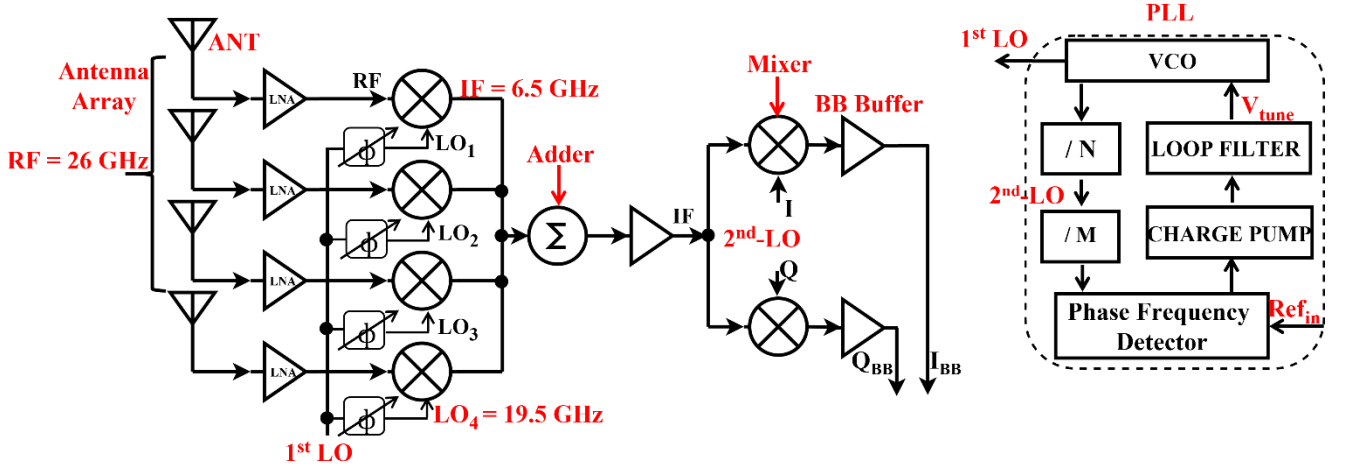 ANT
Antenna
Array
RF = 26 GHz
LNA
RF
IF = 6.5 GHz
ϕ
LO1
LNA
ϕ
LO2
LNA
ϕ
LO3
LNA
ϕ
LO4 = 19.5 GHz
1st LO
Adder
Σ
IF
Mixer
BB Buffer
I
2nd-LO
Q
QBB
IBB
PLL
1st LO
VCO
Vtune
/ N
LOOP FILTER
2nd-LO
/ M
CHARGE PUMP
Phase Frequency
Detector
Refin